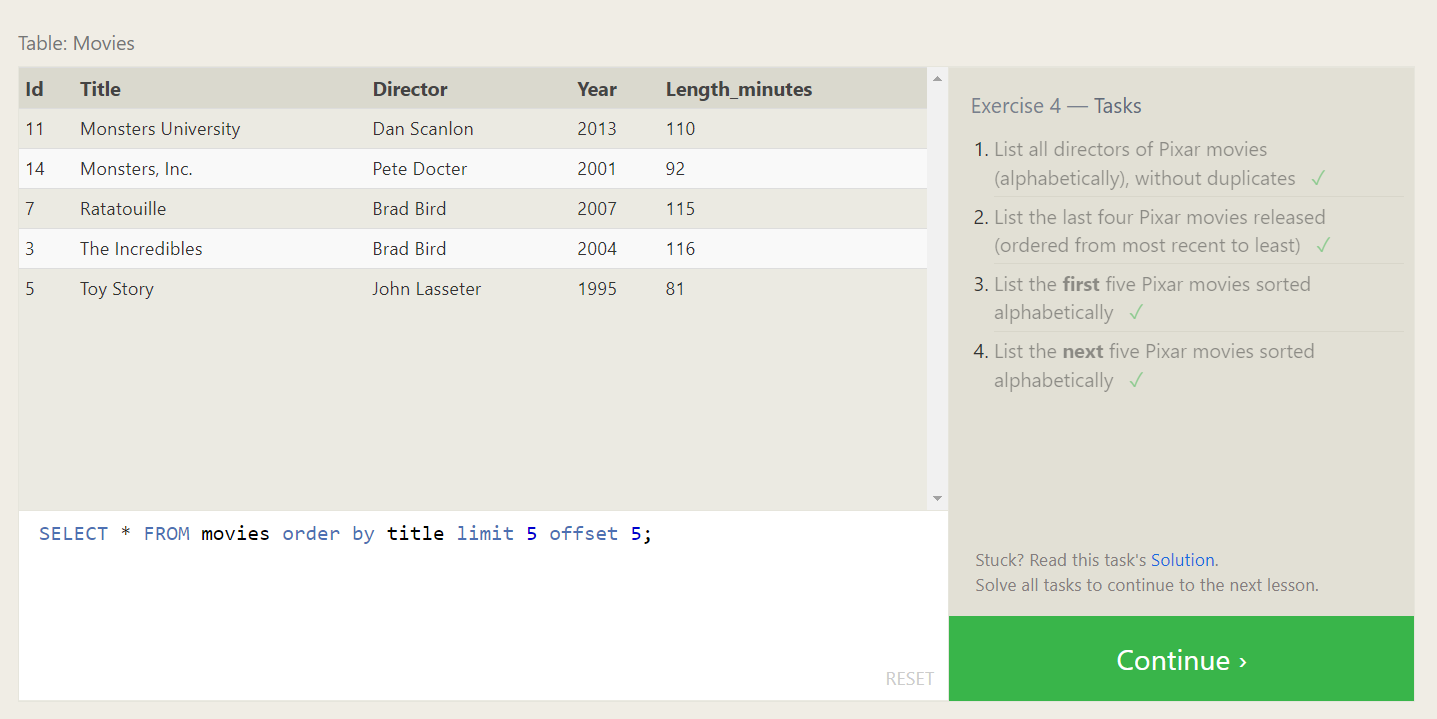 Table: Movies
Id Title Director Year Length_minutes
11 Monsters University Dan Scanlon 2013 110
14 Monsters, Inc. Pete Docter 2001 92
7 Ratatouille Brad Bird 2007 115
3 The Incredibles Brad Bird 2004 116
5 Toy Story John Lasseter 1995 81
SELECT * FROM movies order by title limit 5 offset 5;
RESET
Exercise 4 — Tasks
1. List all directors of Pixar movies
(alphabetically), without duplicates ✓
2. List the last four Pixar movies released
(ordered from most recent to least) ✓
3. List the first five Pixar movies sorted
alphabetically ✓
4. List the next five Pixar movies sorted
alphabetically ✓
Stuck? Read this task's Solution.
Solve all tasks to continue to the next lesson.
Continue ›